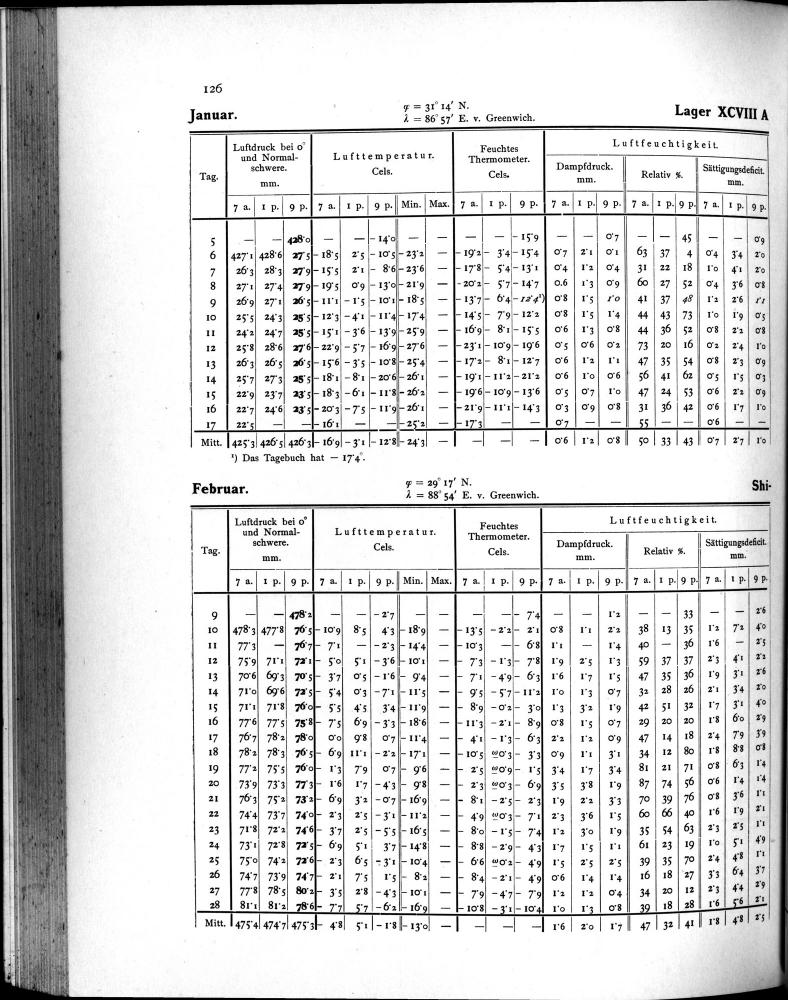 126
Januar.
φ = 31° 14′ N.
λ = 86° 57′ E. v. Greenwich.
Lager XCVIII A
Tag. | Luftdruck bei 0° und Normalschwere. mm. | Lufttemperatur. Cels. | Feuchtes Thermometer. Cels. | Luftfeuchtigkeit. Dampfdruck. mm. | Relativ %. | Sättigungsdeficit. mm.
7 a. | 1 p. | 9 p. | 7 a. | 1 p. | 9 p. | Min. | Max. | 7 a. | 1 p. | 9 p. | 7 a. | 1 p. | 9 p. | 7 a. | 1 p. | 9 p. | 7 a. | 1 p. | 9 p.
5 | — | — | 428·0 | — | — | -14·0 | — | — | — | — | -15·9 | — | — | 0·7 | — | — | 45 | — | — | 0·9
6 | 427·1 | 428·6 | 27·5 | -18·5 | 2·5 | -10·5 | -23·2 | — | -19·2 | -3·4 | -15·4 | 0·7 | 2·1 | 0·1 | 63 | 37 | 4 | 0·4 | 3·4 | 2·0
7 | 26·3 | 28·3 | 27·9 | -15·5 | 2·1 | -8·6 | -23·6 | — | -17·8 | -5·4 | -13·1 | 0·4 | 1·2 | 0·4 | 31 | 22 | 18 | 1·0 | 4·1 | 2·0
8 | 27·1 | 27·4 | 27·9 | -19·5 | 0·9 | -13·0 | -21·9 | — | -20·2 | -5·7 | -14·7 | 0.6 | 1·3 | 0·9 | 60 | 27 | 52 | 0·4 | 3·6 | 0·8
9 | 26·9 | 27·1 | 26·5 | -11·1 | -1·5 | -10·1 | -18·5 | — | -13·7 | -6·4 | -12·4¹) | 0·8 | 1·5 | 1·0 | 41 | 37 | 48 | 1·2 | 2·6 | 1·1
10 | 25·5 | 24·3 | 25·5 | -12·3 | -4·1 | -11·4 | -17·4 | — | -14·5 | -7·9 | -12·2 | 0·8 | 1·5 | 1·4 | 44 | 43 | 73 | 1·0 | 1·9 | 0·5
11 | 24·2 | 24·7 | 25·5 | -15·1 | -3·6 | -13·9 | -25·9 | — | -16·9 | -8·1 | -15·5 | 0·6 | 1·3 | 0·8 | 44 | 36 | 52 | 0·8 | 2·2 | 0·8
12 | 25·8 | 28·6 | 27·6 | -22·9 | -5·7 | -16·9 | -27·6 | — | -23·1 | -10·9 | -19·6 | 0·5 | 0·6 | 0·2 | 73 | 20 | 16 | 0·2 | 2·4 | 1·0
13 | 26·3 | 26·5 | 26·5 | -15·6 | -3·5 | -10·8 | -25·4 | — | -17·2 | -8·1 | -12·7 | 0·6 | 1·2 | 1·1 | 47 | 35 | 54 | 0·8 | 2·3 | 0·9
14 | 25·7 | 27·3 | 25·5 | -18·1 | -8·1 | -20·6 | -26·1 | — | -19·1 | -11·2 | -21·2 | 0·6 | 1·0 | 0·6 | 56 | 41 | 62 | 0·5 | 1·5 | 0·3
15 | 22·9 | 23·7 | 23·5 | -18·3 | -6·1 | -11·8 | -26·2 | — | -19·6 | -10·9 | -13·6 | 0·5 | 0·7 | 1·0 | 47 | 24 | 53 | 0·6 | 2·2 | 0·9
16 | 22·7 | 24·6 | 23·5 | -20·3 | -7·5 | -11·9 | -26·1 | — | -21·9 | -11·1 | -14·3 | 0·3 | 0·9 | 0·8 | 31 | 36 | 42 | 0·6 | 1·7 | 1·0
17 | 22·5 | — | — | -16·1 | — | — | -25·2 | — | -17·3 | — | — | 0·7 | — | — | 55 | — | — | 0·6 | — | —
Mitt. | 425·3 | 426·5 | 426·3 | -16·9 | -3·1 | -12·8 | -24·3 | — | — | — | — | 0·6 | 1·2 | 0·8 | 50 | 33 | 43 | 0·7 | 2·7 | 1·0
¹) Das Tagebuch hat — 17·4°.
Februar.
φ = 29° 17′ N.
λ = 88° 54′ E. v. Greenwich.
Shi-
Tag. | Luftdruck bei 0° und Normalschwere. mm. | Lufttemperatur. Cels. | Feuchtes Thermometer. Cels. | Luftfeuchtigkeit. Dampfdruck. mm. | Relativ %. | Sättigungsdeficit. mm.
7 a. | 1 p. | 9 p. | 7 a. | 1 p. | 9 p. | Min. | Max. | 7 a. | 1 p. | 9 p. | 7 a. | 1 p. | 9 p. | 7 a. | 1 p. | 9 p. | 7 a. | 1 p. | 9 p.
9 | — | — | 478·2 | — | — | -2·7 | — | — | — | — | -7·4 | — | — | 1·2 | — | — | 33 | — | — | 2·6
10 | 478·3 | 477·8 | 76·5 | -10·9 | 8·5 | 4·3 | -18·9 | — | -13·5 | -2·2 | -2·1 | 0·8 | 1·1 | 2·2 | 38 | 13 | 35 | 1·2 | 7·2 | 4·0
11 | 77·3 | — | 76·7 | -7·1 | — | -2·3 | -14·4 | — | -10·3 | — | -6·8 | 1·1 | — | 1·4 | 40 | — | 36 | 1·6 | — | 2·5
12 | 75·9 | 71·1 | 72·1 | -5·0 | 5·1 | -3·6 | -10·1 | — | -7·3 | -1·3 | -7·8 | 1·9 | 2·5 | 1·3 | 59 | 37 | 37 | 2·3 | 4·1 | 2·2
13 | 70·6 | 69·3 | 70·5 | -3·7 | 0·5 | -1·6 | -9·4 | — | -7·1 | -4·9 | -6·3 | 1·6 | 1·7 | 1·5 | 47 | 35 | 36 | 1·9 | 3·1 | 2·6
14 | 71·0 | 69·6 | 72·5 | -5·4 | 0·3 | -7·1 | -11·5 | — | -9·5 | -5·7 | -11·2 | 1·0 | 1·3 | 0·7 | 32 | 28 | 26 | 2·1 | 3·4 | 2·0
15 | 71·1 | 71·8 | 76·0 | -5·5 | 4·5 | 3·4 | -11·9 | — | -8·9 | -0·2 | -3·0 | 1·3 | 3·2 | 1·9 | 42 | 51 | 32 | 1·7 | 3·1 | 4·0
16 | 77·6 | 77·5 | 75·8 | -7·5 | 6·9 | -3·3 | -18·6 | — | -11·3 | -2·1 | -8·9 | 0·8 | 1·5 | 0·7 | 29 | 20 | 20 | 1·8 | 6·0 | 2·9
17 | 76·7 | 78·2 | 78·0 | 0·0 | 9·8 | 0·7 | -11·4 | — | -4·1 | -1·3 | -6·3 | 2·2 | 1·2 | 0·9 | 47 | 14 | 18 | 2·4 | 7·9 | 3·9
18 | 78·2 | 78·3 | 76·5 | -6·9 | 11·1 | -2·2 | -17·1 | — | -10·5 | ∞0·3 | -3·3 | 0·9 | 1·1 | 3·1 | 34 | 12 | 80 | 1·8 | 8·8 | 0·8
19 | 77·2 | 75·5 | 76·0 | -1·3 | 7·9 | 0·7 | -9·6 | — | -2·5 | ∞0·9 | -1·5 | 3·4 | 1·7 | 3·4 | 81 | 21 | 71 | 0·8 | 6·3 | 1·4
20 | 73·9 | 73·3 | 77·3 | -1·6 | 1·7 | -4·3 | -9·8 | — | -2·3 | ∞0·3 | -6·9 | 3·5 | 3·8 | 1·9 | 87 | 74 | 56 | 0·6 | 1·4 | 1·4
21 | 76·3 | 75·2 | 73·2 | -6·9 | 3·2 | -0·7 | -16·9 | — | -8·1 | -2·5 | -2·3 | 1·9 | 2·2 | 3·3 | 70 | 39 | 76 | 0·8 | 3·6 | 1·1
22 | 74·4 | 73·7 | 74·0 | -2·3 | 2·5 | -3·1 | -11·2 | — | -4·9 | ∞0·3 | -7·1 | 2·3 | 3·6 | 1·5 | 60 | 66 | 40 | 1·6 | 1·9 | 2·1
23 | 71·8 | 72·2 | 74·6 | -3·7 | 2·5 | -5·5 | -16·5 | — | -8·0 | -1·5 | -7·4 | 1·2 | 3·0 | 1·9 | 35 | 54 | 63 | 2·3 | 2·5 | 1·1
24 | 73·1 | 72·8 | 72·5 | -6·9 | 5·1 | 3·7 | -14·8 | — | -8·8 | -2·9 | -4·3 | 1·7 | 1·5 | 1·1 | 61 | 23 | 19 | 1·0 | 5·1 | 4·9
25 | 75·0 | 74·2 | 72·6 | -2·3 | 6·5 | -3·1 | -10·4 | — | -6·6 | ∞0·2 | -4·9 | 1·5 | 2·5 | 2·5 | 39 | 35 | 70 | 2·4 | 4·8 | 1·1
26 | 74·7 | 73·9 | 74·7 | -2·1 | 7·5 | 1·5 | -8·2 | — | -8·4 | -2·1 | -4·9 | 0·6 | 1·4 | 1·4 | 16 | 18 | 27 | 3·3 | 6·4 | 3·7
27 | 77·8 | 78·5 | 80·2 | -3·5 | 2·8 | -4·3 | -10·1 | — | -7·9 | -4·7 | -7·9 | 1·2 | 1·2 | 0·4 | 34 | 20 | 12 | 2·3 | 4·4 | 2·9
28 | 81·1 | 81·2 | 78·6 | -7·7 | 5·7 | -6·2 | -16·9 | — | -10·8 | -3·1 | -10·4 | 1·0 | 1·3 | 0·8 | 39 | 18 | 28 | 1·6 | 5·6 | 2·1
Mitt. | 475·4 | 474·7 | 475·3 | -4·8 | 5·1 | -1·8 | -13·0 | — | — | — | — | 1·6 | 2·0 | 1·7 | 47 | 32 | 41 | 1·8 | 4·8 | 2·5